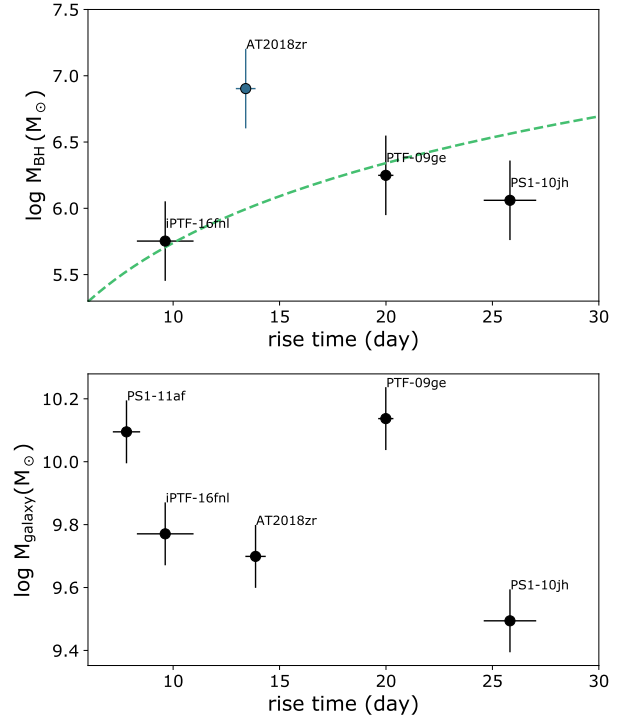 7.5
AT2018zr
7.0
6.5
PTF-09ge
PS1-10jh
6.0
iPTF-16fnl
5.5
log M_BH (M_⊙)
10 15 20 25 30
rise time (day)
PTF-09ge
PS1-11af
10.2
10.0
iPTF-16fnl
9.8
AT2018zr
9.6
PS1-10jh
9.4
log M_galaxy (M_⊙)
10 15 20 25 30
rise time (day)